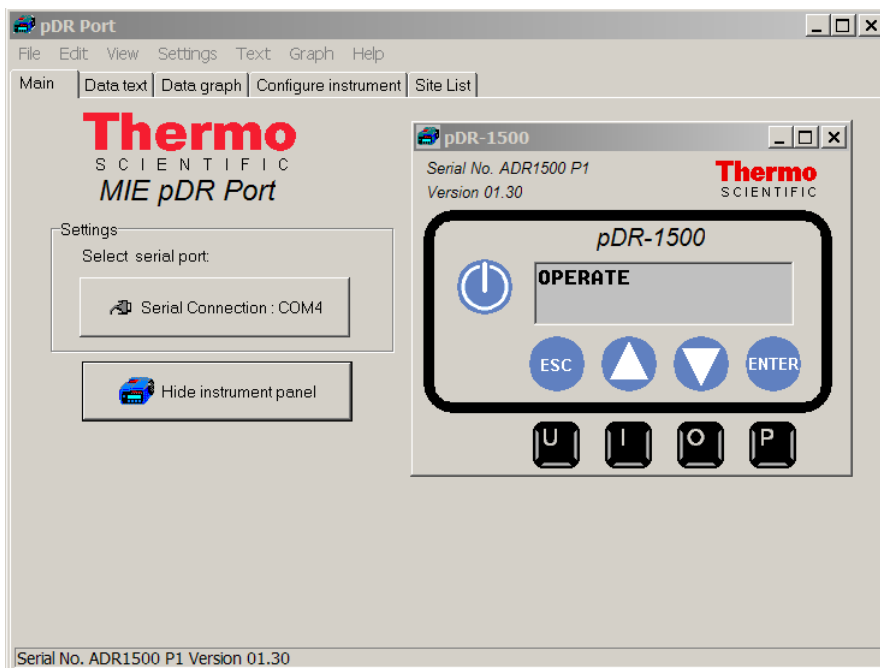 pDR Port
File Edit View Settings Text Graph Help
Main Data text Data graph Configure instrument Site List
Thermo
SCIENTIFIC
MIE pDR Port
Settings
Select serial port:
Serial Connection : COM4
Hide instrument panel
pDR-1500
Serial No. ADR1500 P1
Version 01.30
Thermo
SCIENTIFIC
pDR-1500
OPERATE
ESC ENTER
U I O P
Serial No. ADR1500 P1 Version 01.30